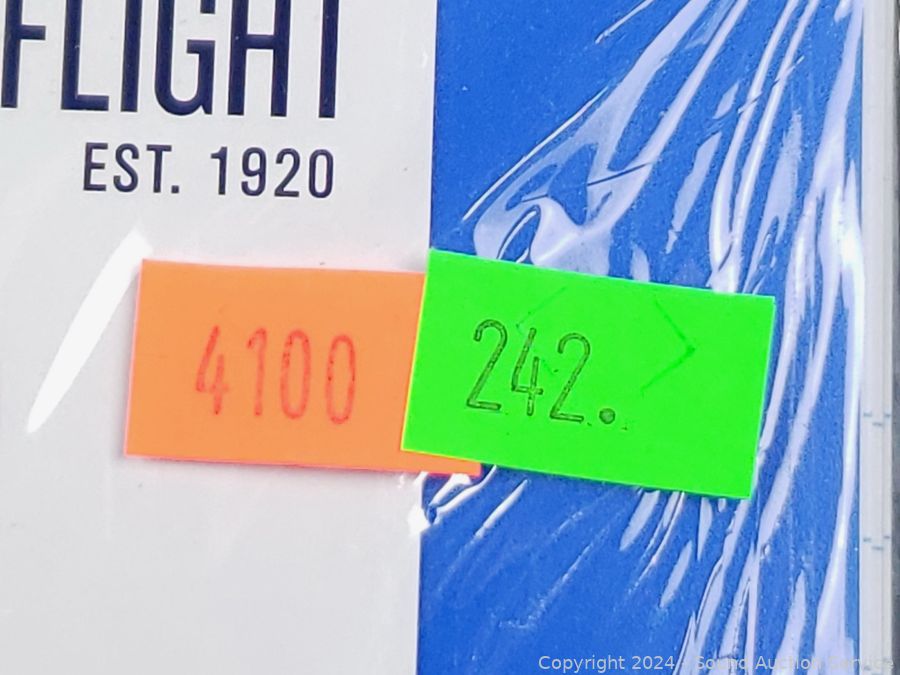 FLIGHT
EST. 1920
4100
242.
Copyright 2024 - Sound Auction Service